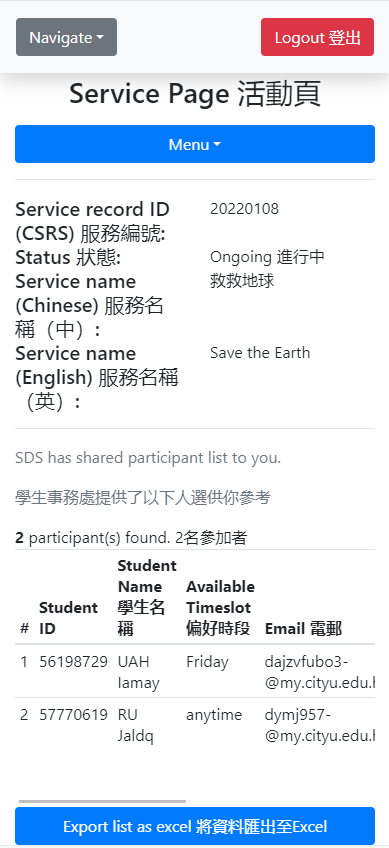 Navigate
Logout 登出
Service Page 活動頁
Menu
Service record ID
(CSRS) 服務編號:
20220108
Status 狀態:
Ongoing 進行中
Service name
(Chinese) 服務名
稱（中）:
救救地球
Service name
(English) 服務名稱
（英）:
Save the Earth
SDS has shared participant list to you.
學生事務處提供了以下人選供你參考
2 participant(s) found. 2名參加者
# Student ID Student Name 學生名稱 Available Timeslot 偏好時段 Email 電郵
1 56198729 UAH Iamay Friday dajzvfubo3-@my.cityu.edu.h
2 57770619 RU Jaldq anytime dymj957-@my.cityu.edu.h
Export list as excel 將資料匯出至Excel